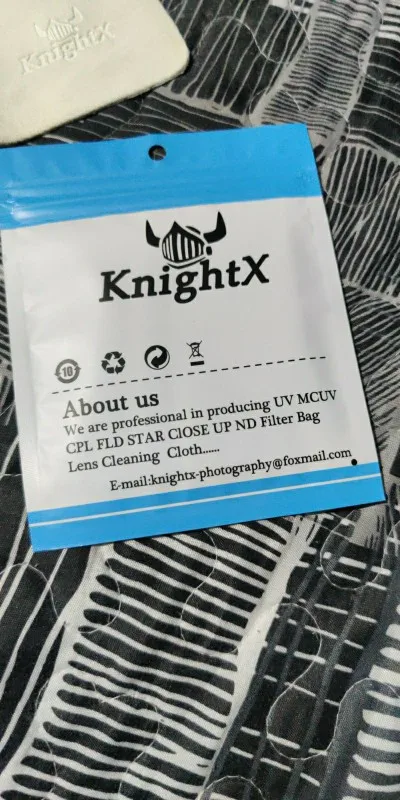 KnightX
KnightX
10
About us
We are professional in producing UV MCUV
CPL FLD STAR ClOSE UP ND Filter Bag
Lens Cleaning Cloth......
E-mail:knightx-photography@foxmail.com